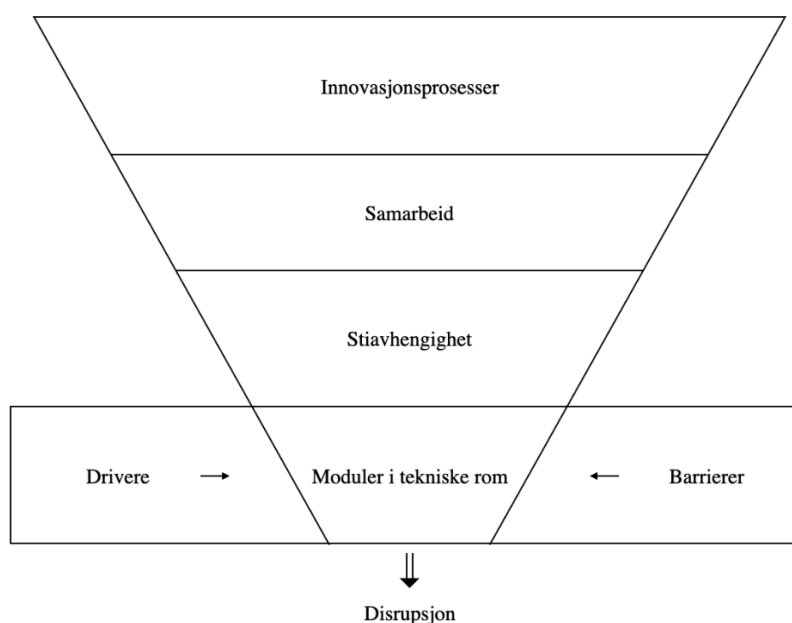 Innovasjonsprosesser
Samarbeid
Stiavhengighet
Drivere
Moduler i tekniske rom
Barrierer
Disrupsjon